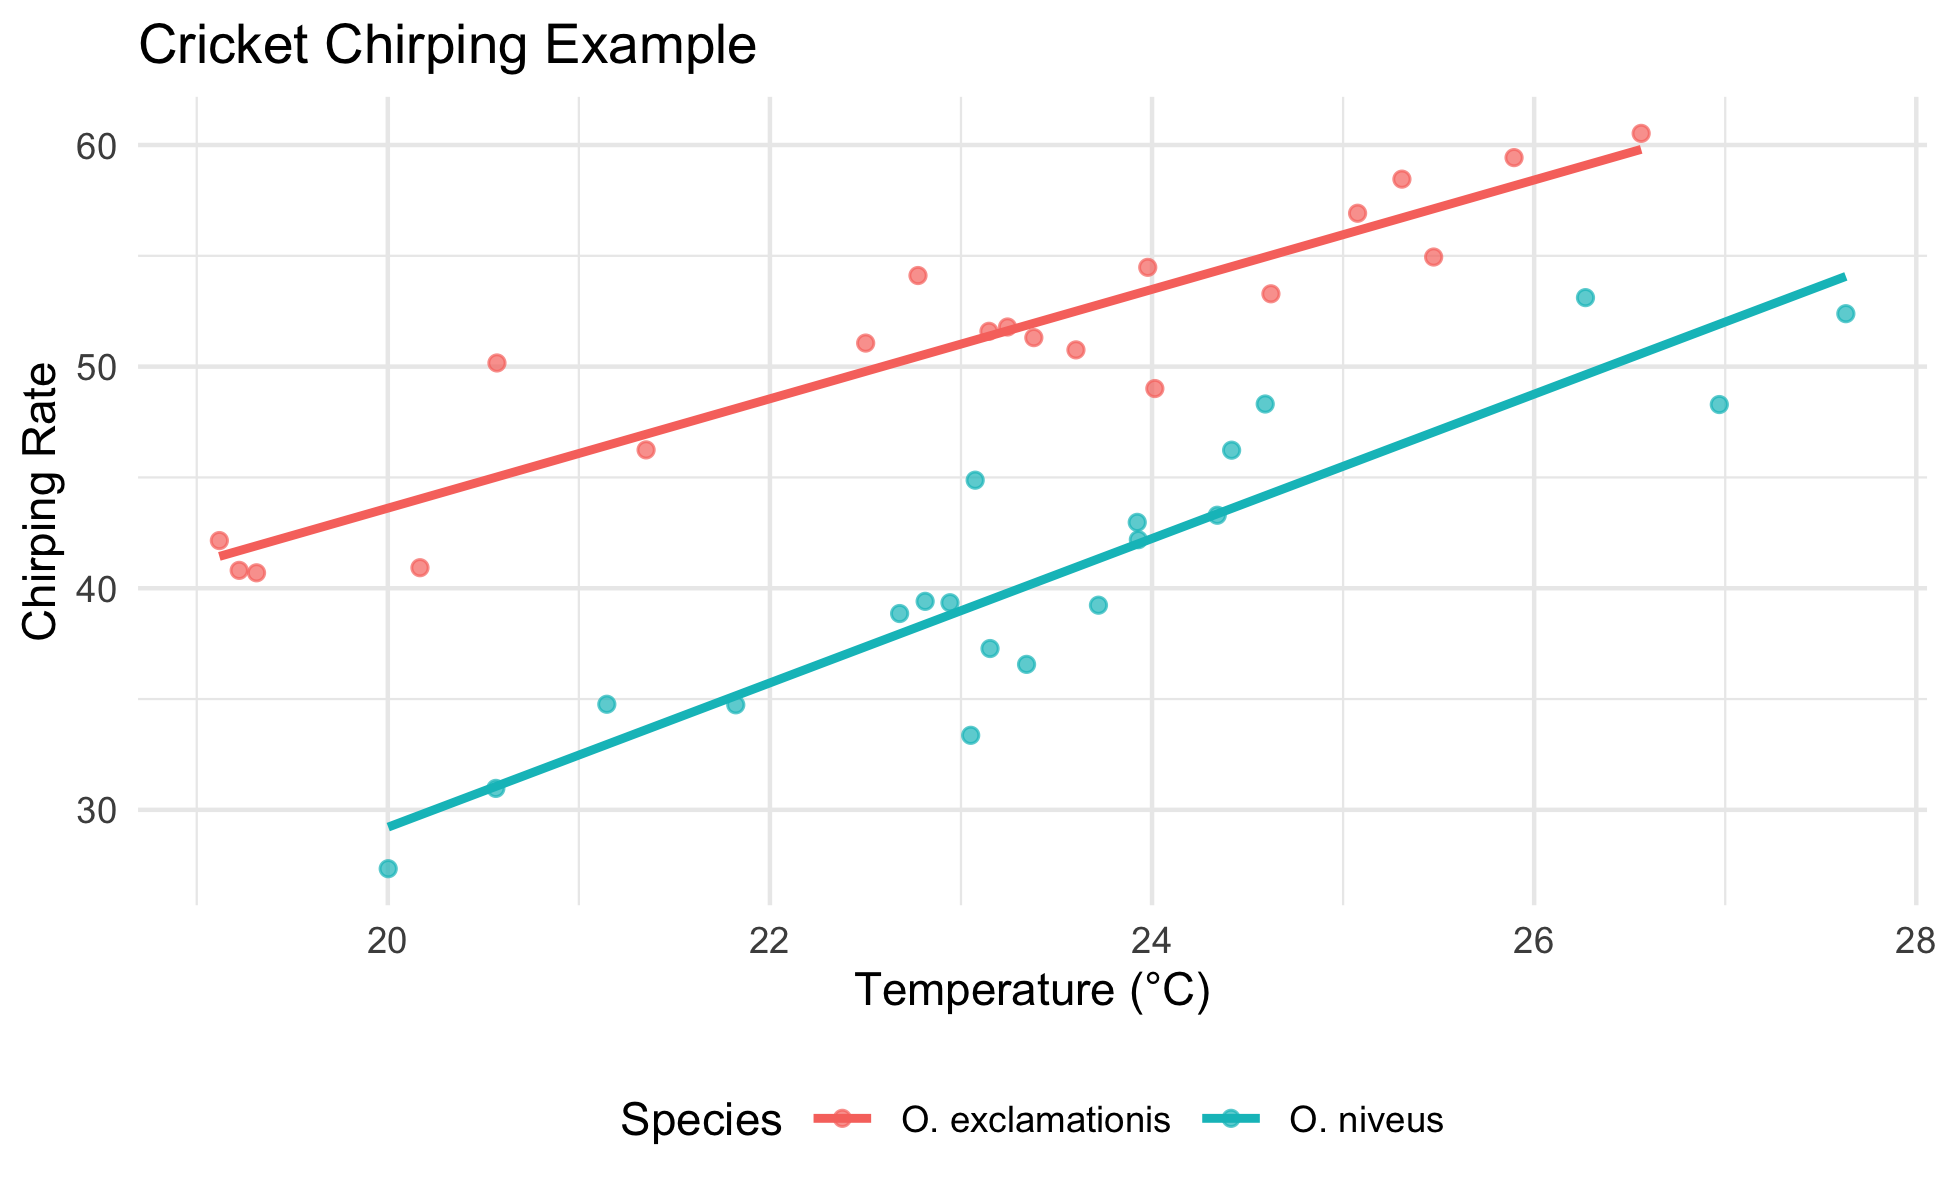 Cricket Chirping Example
60
50
40
30
Chirping Rate
20 22 24 26 28
Temperature (°C)
Species O. exclamationis O. niveus